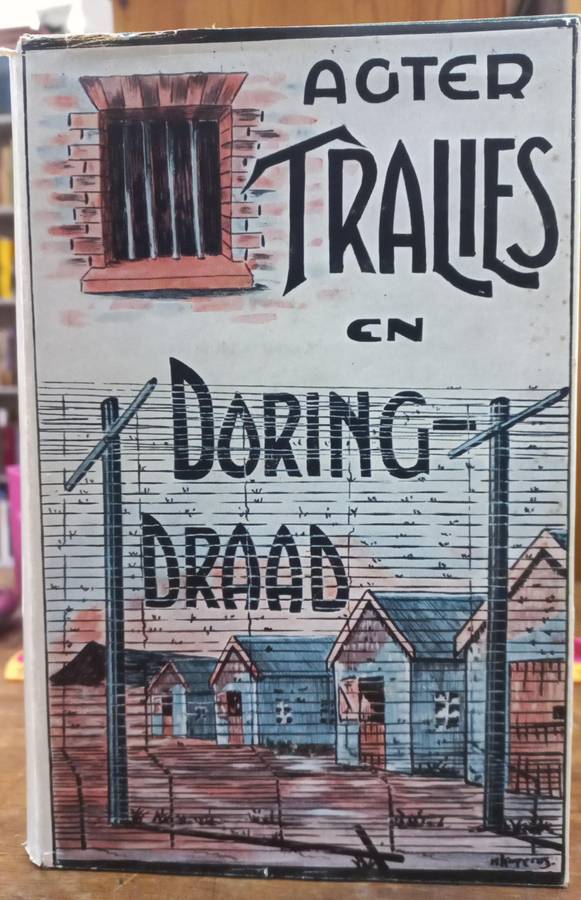 AGTER
TRALIES
EN
DORING-
DRAAD